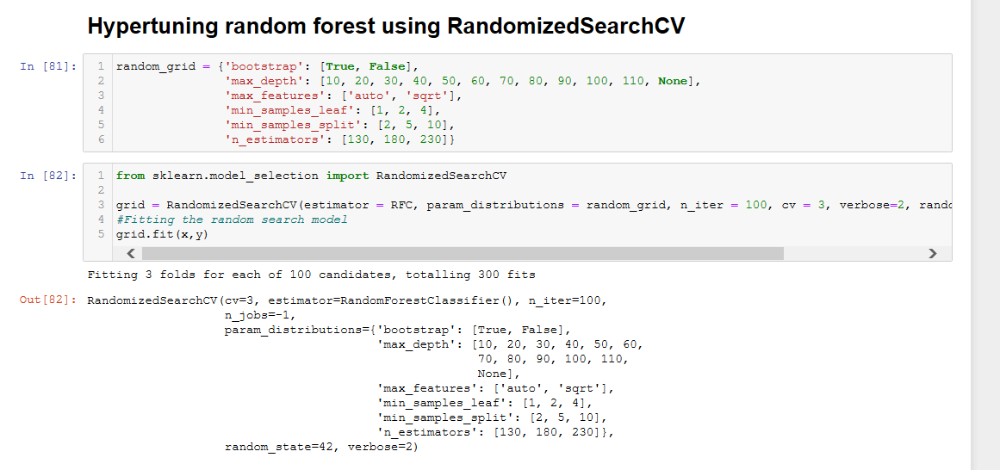 Hypertuning random forest using RandomizedSearchCV
In [81]:
1 random_grid = {'bootstrap': [True, False],
2 'max_depth': [10, 20, 30, 40, 50, 60, 70, 80, 90, 100, 110, None],
3 'max_features': ['auto', 'sqrt'],
4 'min_samples_leaf': [1, 2, 4],
5 'min_samples_split': [2, 5, 10],
6 'n_estimators': [130, 180, 230]}
In [82]:
1 from sklearn.model_selection import RandomizedSearchCV
2
3 grid = RandomizedSearchCV(estimator = RFC, param_distributions = random_grid, n_iter = 100, cv = 3, verbose=2, rando
4 #Fitting the random search model
5 grid.fit(x,y)
Fitting 3 folds for each of 100 candidates, totalling 300 fits
Out[82]: RandomizedSearchCV(cv=3, estimator=RandomForestClassifier(), n_iter=100,
n_jobs=-1,
param_distributions={'bootstrap': [True, False],
'max_depth': [10, 20, 30, 40, 50, 60,
70, 80, 90, 100, 110,
None],
'max_features': ['auto', 'sqrt'],
'min_samples_leaf': [1, 2, 4],
'min_samples_split': [2, 5, 10],
'n_estimators': [130, 180, 230]},
random_state=42, verbose=2)